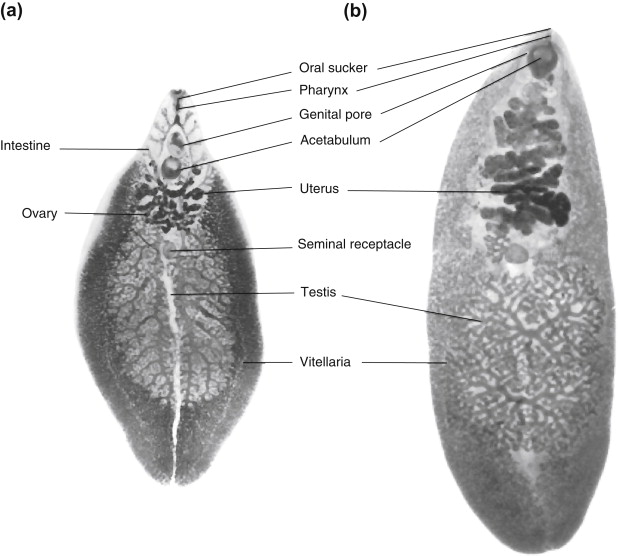 (a)
(b)
Oral sucker
Pharynx
Genital pore
Acetabulum
Intestine
Uterus
Ovary
Seminal receptacle
Testis
Vitellaria